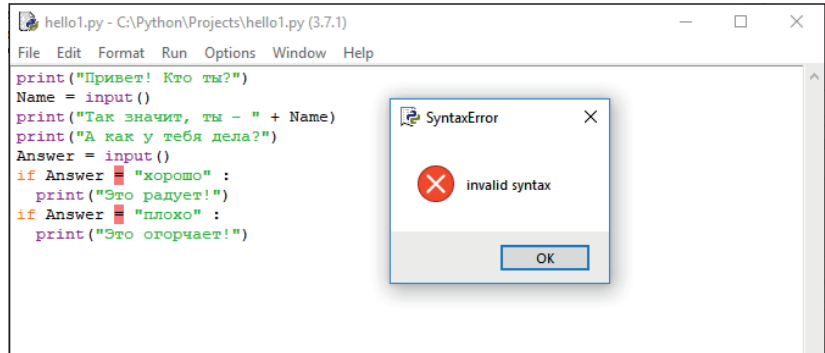 hello1.py - C:\Python\Projects\hello1.py (3.7.1)
File Edit Format Run Options Window Help
print("Привет! Кто ты?")
Name = input()
print("Так значит, ты - " + Name)
print("А как у тебя дела?")
Answer = input()
if Answer = "хорошо" :
  print("Это радует!")
if Answer = "плохо" :
  print("Это огорчает!")
SyntaxError
invalid syntax
OK